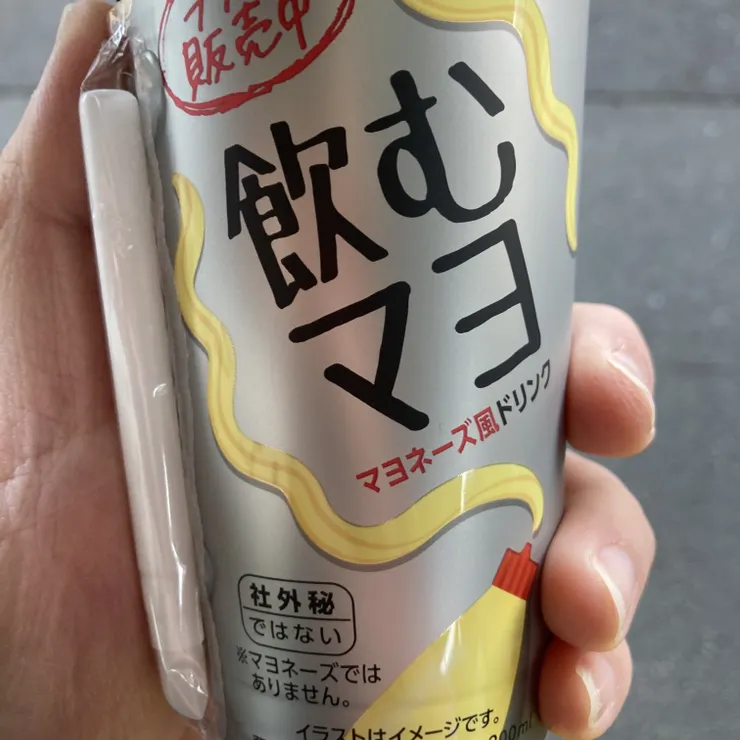 販売中
飲む
マヨ
マヨネーズ風ドリンク
社外秘
ではない
※マヨネーズでは
ありません。
イラストはイメージです。
200ml